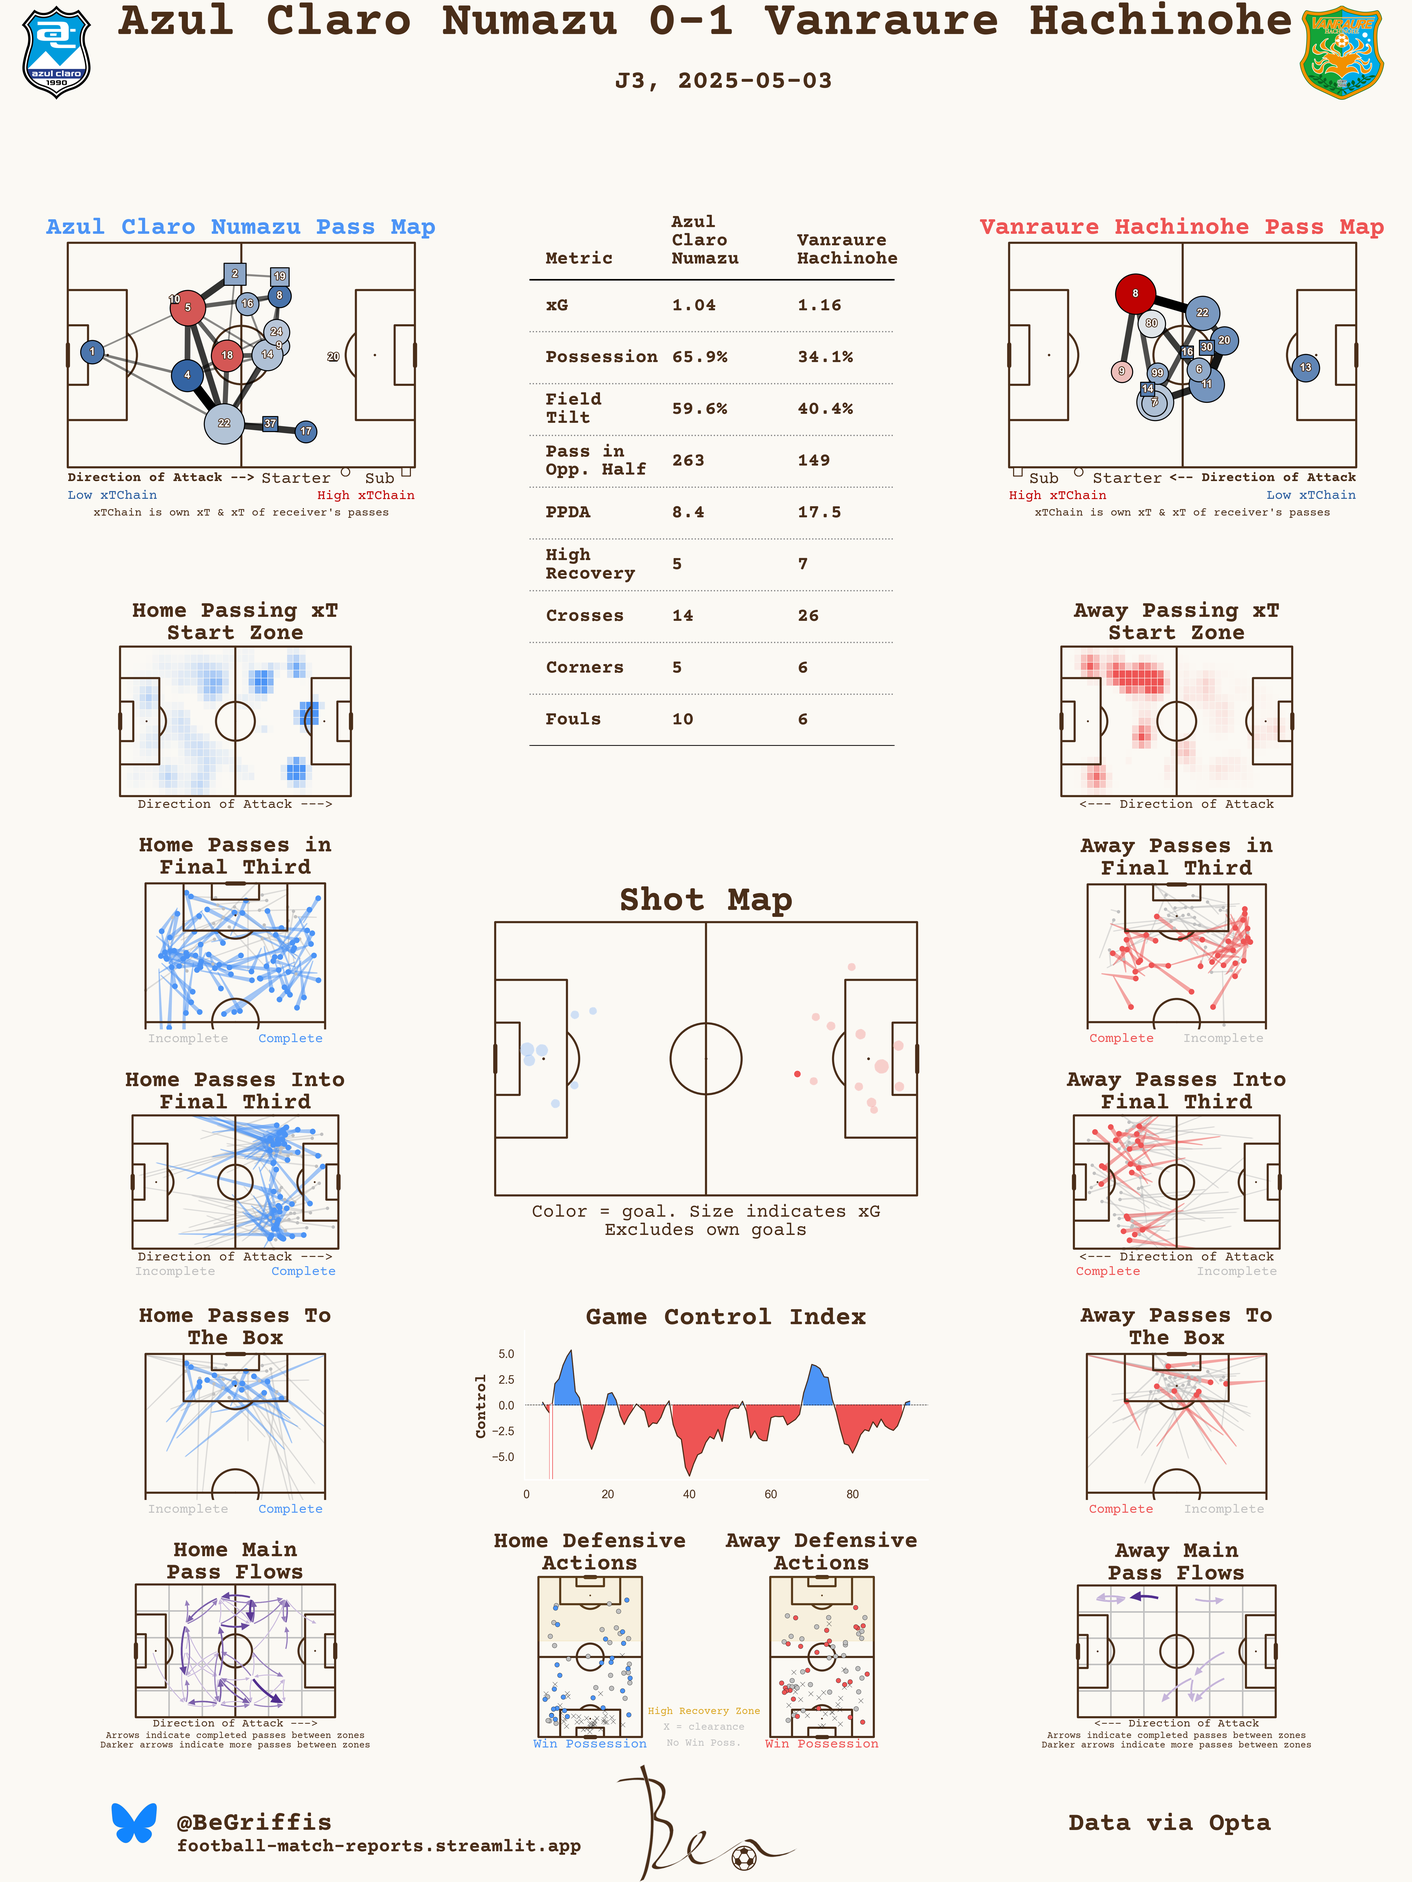 Azul Claro Numazu 0-1 Vanraure Hachinohe
J3, 2025-05-03
azul claro
1990
VANRAURE
HACHINOHE
Azul Claro Numazu Pass Map
1
2
19
10
5
16
8
24
9
18
14
4
20
22
37
17
Direction of Attack --> Starter Sub
Low xTChain High xTChain
xTChain is own xT & xT of receiver's passes
Metric Azul Claro Numazu Vanraure Hachinohe
xG 1.04 1.16
Possession 65.9% 34.1%
Field Tilt 59.6% 40.4%
Pass in Opp. Half 263 149
PPDA 8.4 17.5
High Recovery 5 7
Crosses 14 26
Corners 5 6
Fouls 10 6
Vanraure Hachinohe Pass Map
8
22
80
20
16
30
9
99
6
13
14
11
7
Sub Starter <-- Direction of Attack
High xTChain Low xTChain
xTChain is own xT & xT of receiver's passes
Home Passing xT
Start Zone
Direction of Attack --->
Away Passing xT
Start Zone
<--- Direction of Attack
Home Passes in
Final Third
Incomplete Complete
Away Passes in
Final Third
Complete Incomplete
Shot Map
Color = goal. Size indicates xG
Excludes own goals
Home Passes Into
Final Third
Direction of Attack --->
Incomplete Complete
Away Passes Into
Final Third
<--- Direction of Attack
Complete Incomplete
Home Passes To
The Box
Incomplete Complete
Game Control Index
Control
5.0
2.5
0.0
−2.5
−5.0
0 20 40 60 80
Away Passes To
The Box
Complete Incomplete
Home Main
Pass Flows
Direction of Attack --->
Arrows indicate completed passes between zones
Darker arrows indicate more passes between zones
Home Defensive
Actions
Win Possession
Away Defensive
Actions
Win Possession
High Recovery Zone
X = clearance
No Win Poss.
Away Main
Pass Flows
<--- Direction of Attack
Arrows indicate completed passes between zones
Darker arrows indicate more passes between zones
@BeGriffis
football-match-reports.streamlit.app
Ben
Data via Opta